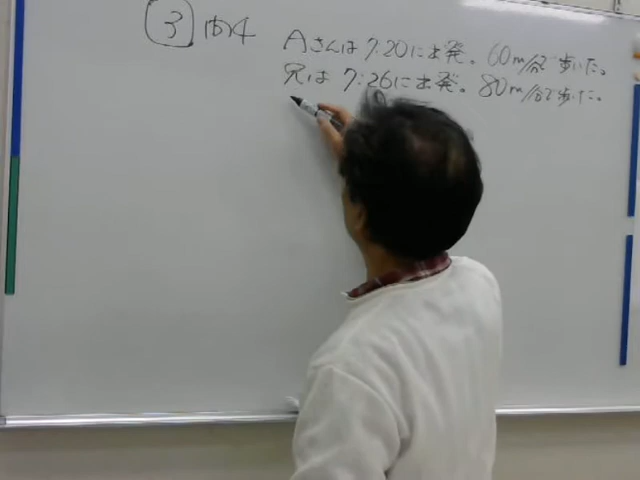 3 問4
Aさんは 7:20に出発。60m/分で歩いた。
兄は 7:26に出発。80m/分で歩いた。